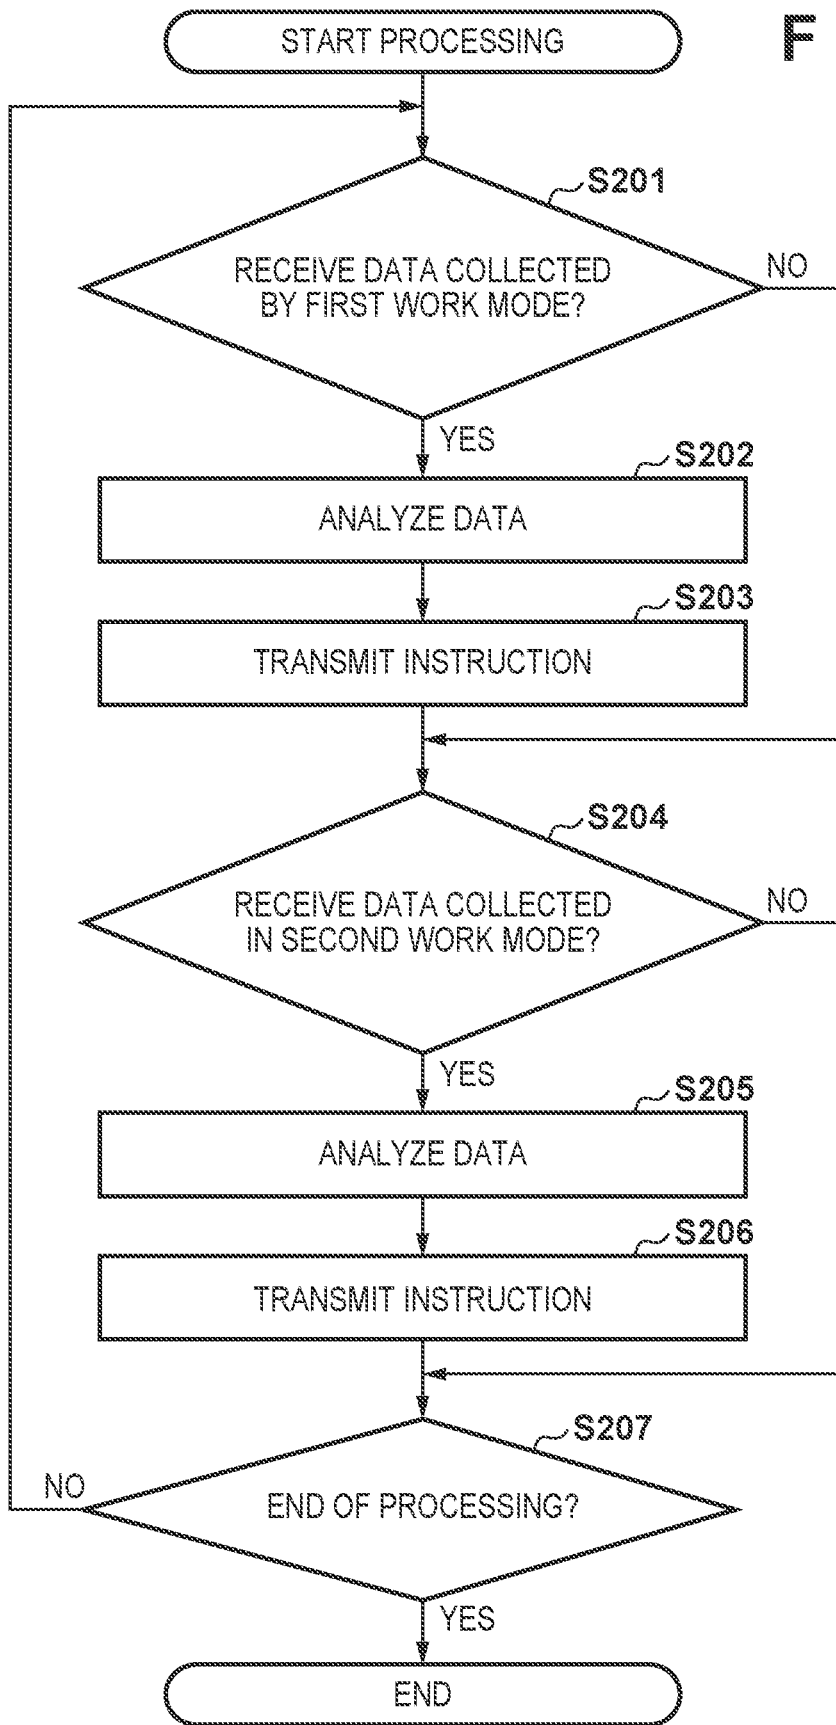 START PROCESSING
F
S201
RECEIVE DATA COLLECTED
BY FIRST WORK MODE?
NO
YES
S202
ANALYZE DATA
S203
TRANSMIT INSTRUCTION
S204
RECEIVE DATA COLLECTED
IN SECOND WORK MODE?
NO
YES
S205
ANALYZE DATA
S206
TRANSMIT INSTRUCTION
S207
NO
END OF PROCESSING?
YES
END